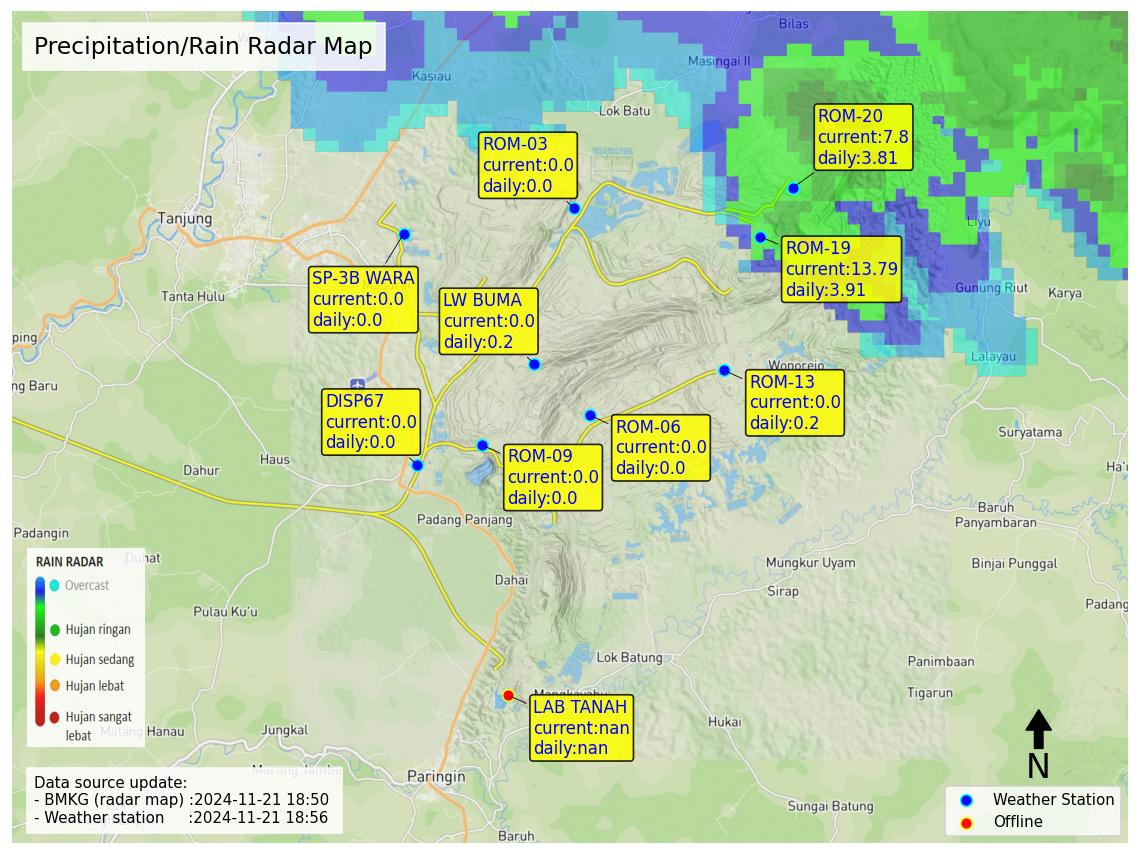 Precipitation/Rain Radar Map
Bilas
Masingai II
Kasiau
Lok Batu
ROM-20
current:7.8
daily:3.81
ROM-03
current:0.0
daily:0.0
Tanjung
Liyu
ROM-19
current:13.79
daily:3.91
SP-3B WARA
current:0.0
daily:0.0
Tanta Hulu
LW BUMA
current:0.0
daily:0.2
Gunung Riut
Karya
ping
Lalayau
Wonorejo
ng Baru
ROM-13
current:0.0
daily:0.2
DISP67
current:0.0
daily:0.0
ROM-06
current:0.0
daily:0.0
Suryatama
ROM-09
current:0.0
daily:0.0
Haus
Dahur
Ha'u
Padang Panjang
Baruh
Panyambaran
Padangin
Duhat
Mungkur Uyam
Binjai Punggal
Dahai
Sirap
Padang
Pulau Ku'u
RAIN RADAR
Overcast
Hujan ringan
Hujan sedang
Hujan lebat
Hujan sangat
lebat
Lok Batung
Panimbaan
Tigarun
Mangkayahu
LAB TANAH
current:nan
daily:nan
Hukai
Matang Hanau
Jungkal
Murung Jambu
Paringin
N
Data source update:
- BMKG (radar map) :2024-11-21 18:50
- Weather station :2024-11-21 18:56
Sungai Batung
Baruh
Weather Station
Offline